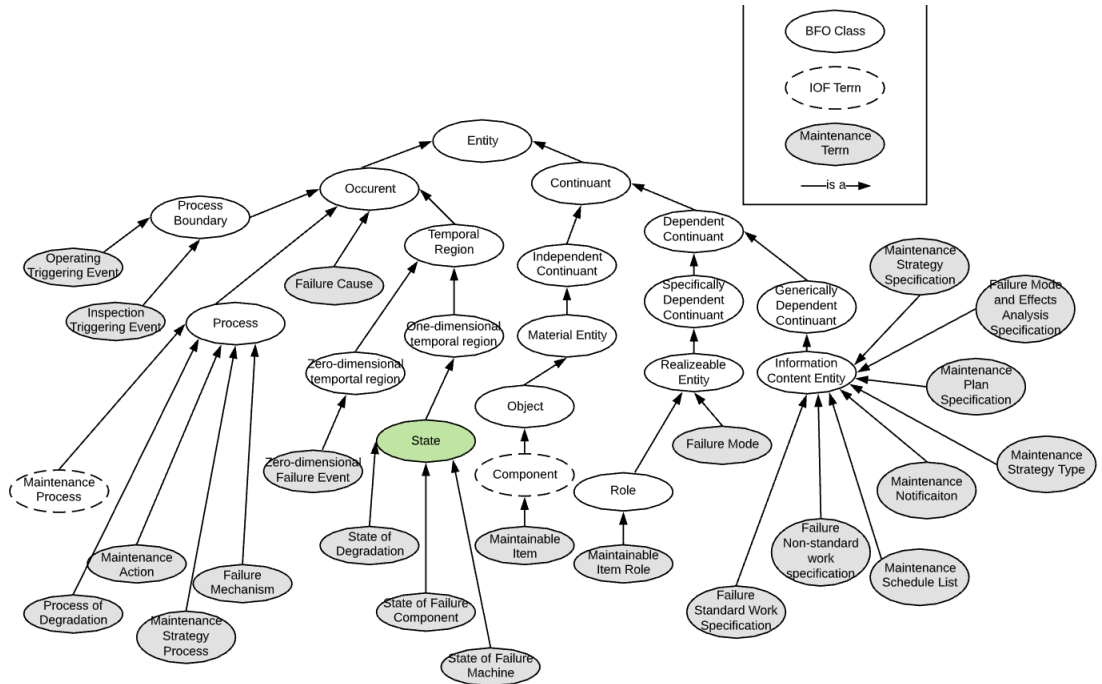 BFO Class
IOF Term
Maintenance
Term
is a
Entity
Occurent
Continuant
Process
Boundary
Dependent
Continuant
Temporal
Region
Maintenance
Strategy
Specification
Operating
Triggering Event
Failure Cause
Independent
Continuant
Specifically
Dependent
Continuant
Generically
Dependent
Continuant
Failure Mode
and Effects
Analysis
Specification
Inspection
Triggering Event
Process
One-dimensional
temporal region
Material Entity
Zero-dimensional
temportal region
Realizeable
Entity
Information
Content Entity
Maintenance
Plan
Specification
Object
State
Failure Mode
Zero-dimensional
Failure Event
Component
Maintenance
Strategy Type
Maintenance
Process
Role
Maintenance
Notificaiton
State of
Degradation
Maintainable
Item
Maintainable
Item Role
Failure
Non-standard
work
specification
Maintenance
Action
Failure
Mechanism
Maintenance
Schedule List
Process of
Degradation
Maintenance
Strategy
Process
State of Failure
Component
Failure
Standard Work
Specification
State of Failure
Machine